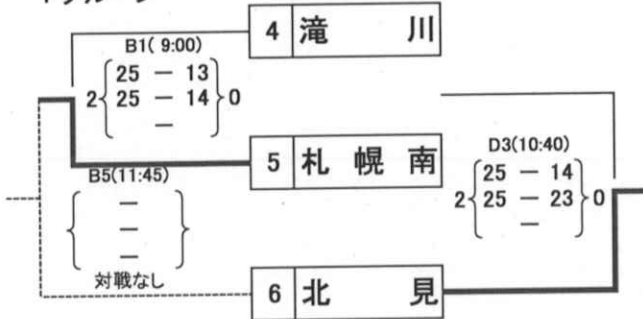 B1( 9:00)
4 滝 川
25 － 13
2 25 － 14 0
－
D3(10:40)
5 札 幌 南
25 － 14
2 25 － 23 0
－
B5(11:45)
－
－
－
対戦なし
6 北 見